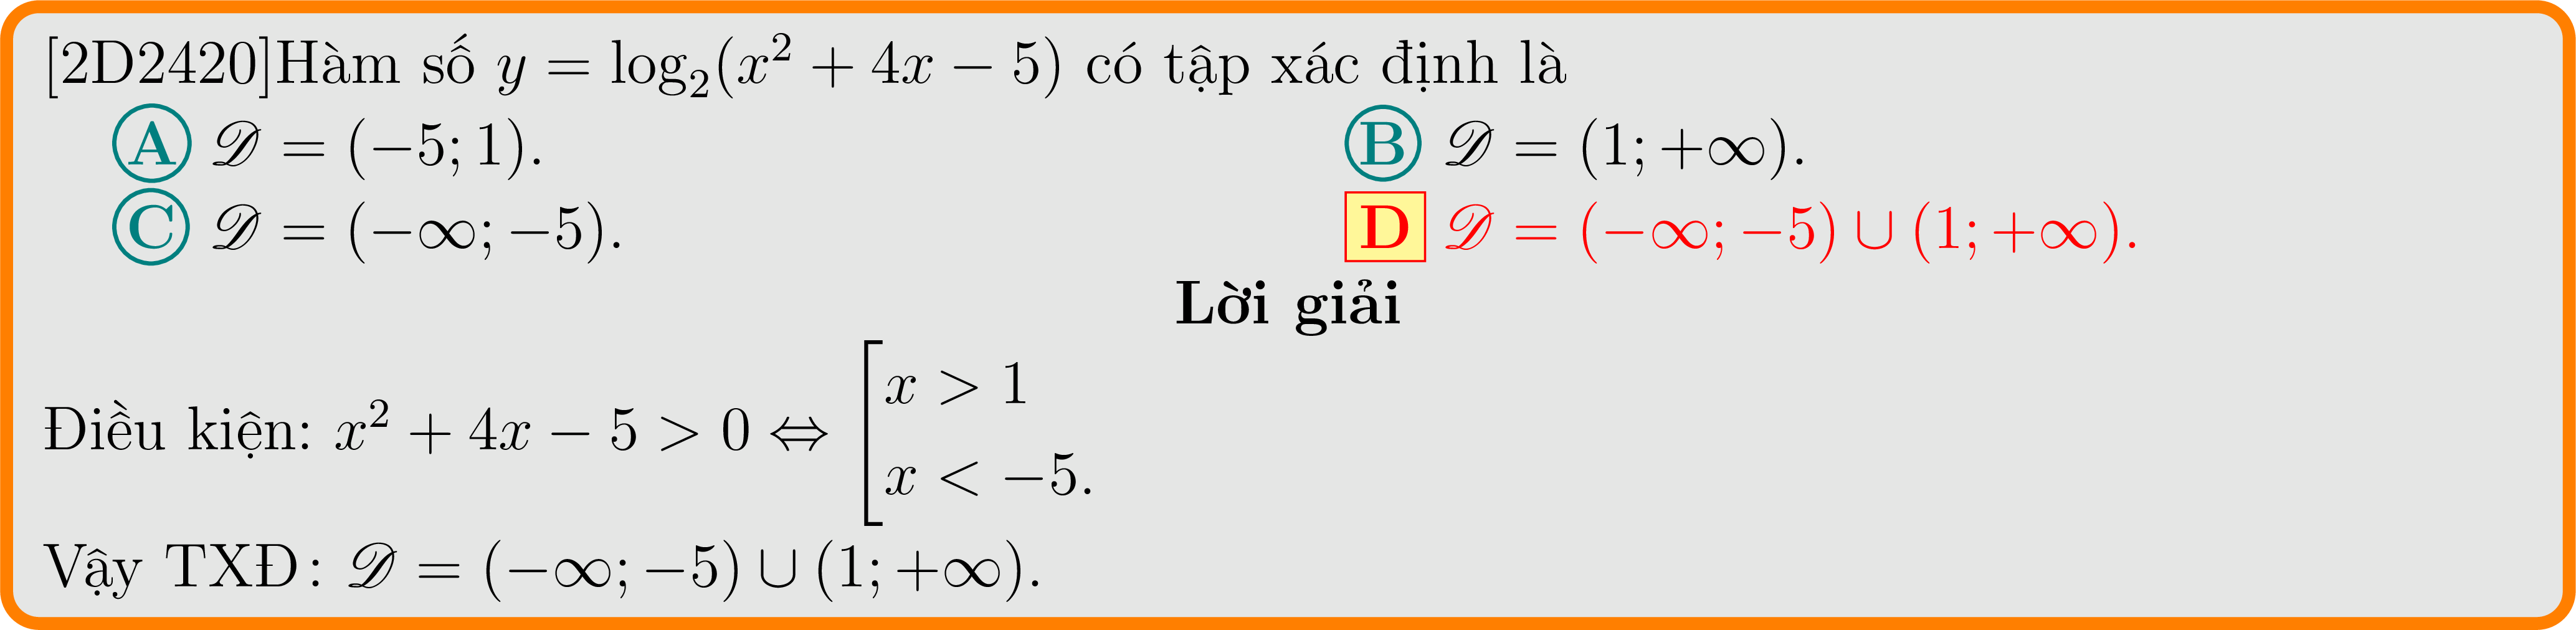 [2D2420]Hàm số $y = \log_2(x^2 + 4x - 5)$ có tập xác định là
A $\mathscr{D} = (-5; 1).$ B $\mathscr{D} = (1; +\infty).$
C $\mathscr{D} = (-\infty; -5).$ D $\mathscr{D} = (-\infty; -5) \cup (1; +\infty).$
Lời giải
Điều kiện: $x^2 + 4x - 5 > 0 \Leftrightarrow \left[\begin{array}{l} x > 1 \\ x < -5. \end{array}\right.$
Vậy TXĐ: $\mathscr{D} = (-\infty; -5) \cup (1; +\infty).$